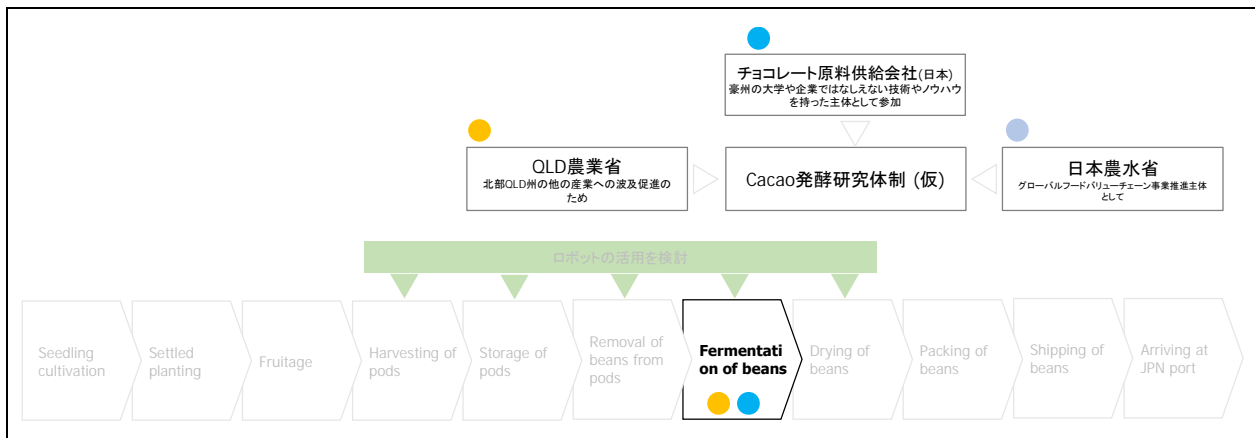 チョコレート原料供給会社(日本)
豪州の大学や企業ではなしえない技術やノウハウ
を持った主体として参加
QLD農業省
北部QLD州の他の産業への波及促進の
ため
Cacao発酵研究体制 (仮)
日本農水省
グローバルフードバリューチェーン事業推進主体
として
ロボットの活用を検討
Seedling
cultivation
Settled
planting
Fruitage
Harvesting of
pods
Storage of
pods
Removal of
beans from
pods
Fermentati
on of beans
Drying of
beans
Packing of
beans
Shipping of
beans
Arriving at
JPN port